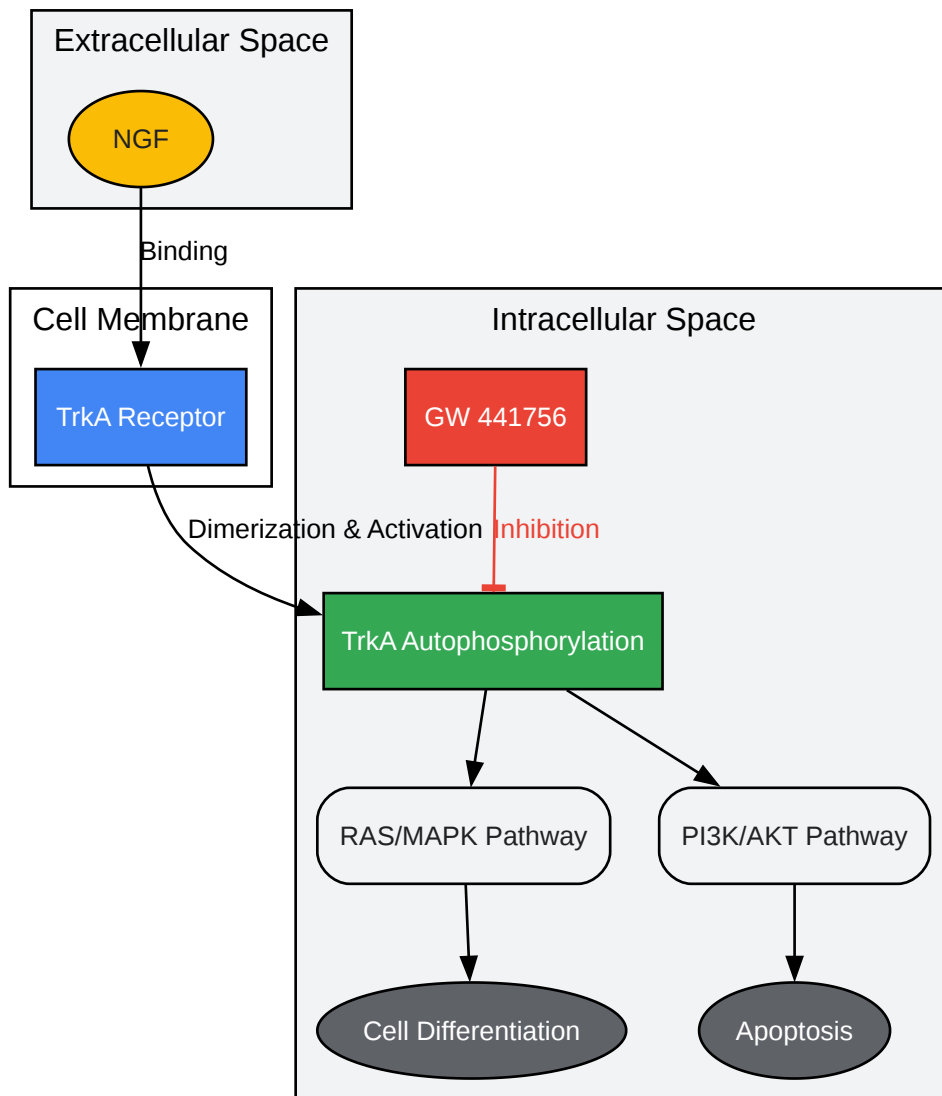 Extracellular Space
NGF
Binding
Cell Membrane
Intracellular Space
TrkA Receptor
GW 441756
Dimerization & Activation
Inhibition
TrkA Autophosphorylation
RAS/MAPK Pathway
PI3K/AKT Pathway
Cell Differentiation
Apoptosis